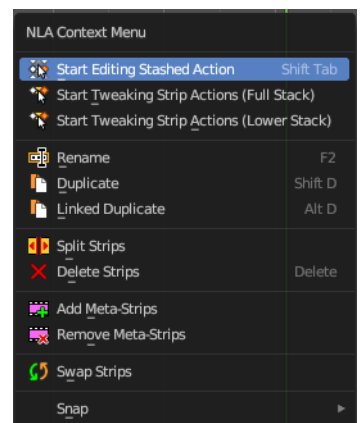 NLA Context Menu
Start Editing Stashed Action Shift Tab
Start Tweaking Strip Actions (Full Stack)
Start Tweaking Strip Actions (Lower Stack)
Rename F2
Duplicate Shift D
Linked Duplicate Alt D
Split Strips
Delete Strips Delete
Add Meta-Strips
Remove Meta-Strips
Swap Strips
Snap